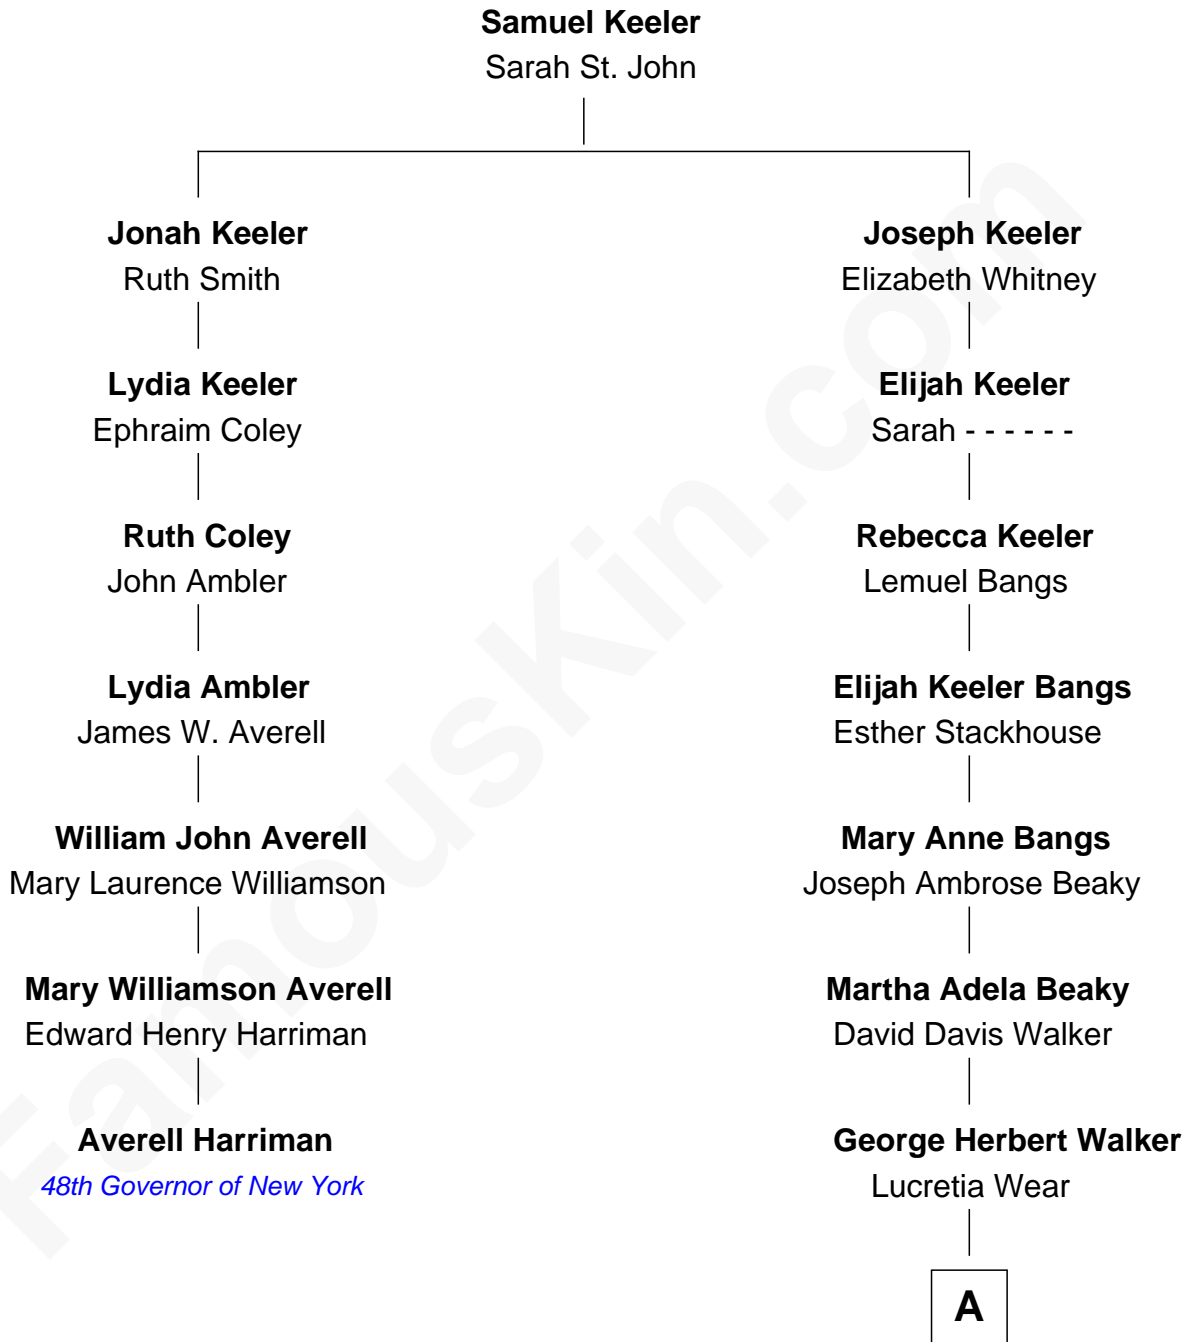 Samuel Keeler
Sarah St. John
Jonah Keeler
Ruth Smith
Lydia Keeler
Ephraim Coley
Ruth Coley
John Ambler
Lydia Ambler
James W. Averell
William John Averell
Mary Laurence Williamson
Mary Williamson Averell
Edward Henry Harriman
Averell Harriman
48th Governor of New York
Joseph Keeler
Elizabeth Whitney
Elijah Keeler
Sarah - - - - - -
Rebecca Keeler
Lemuel Bangs
Elijah Keeler Bangs
Esther Stackhouse
Mary Anne Bangs
Joseph Ambrose Beaky
Martha Adela Beaky
David Davis Walker
George Herbert Walker
Lucretia Wear
A
FamousKin.com